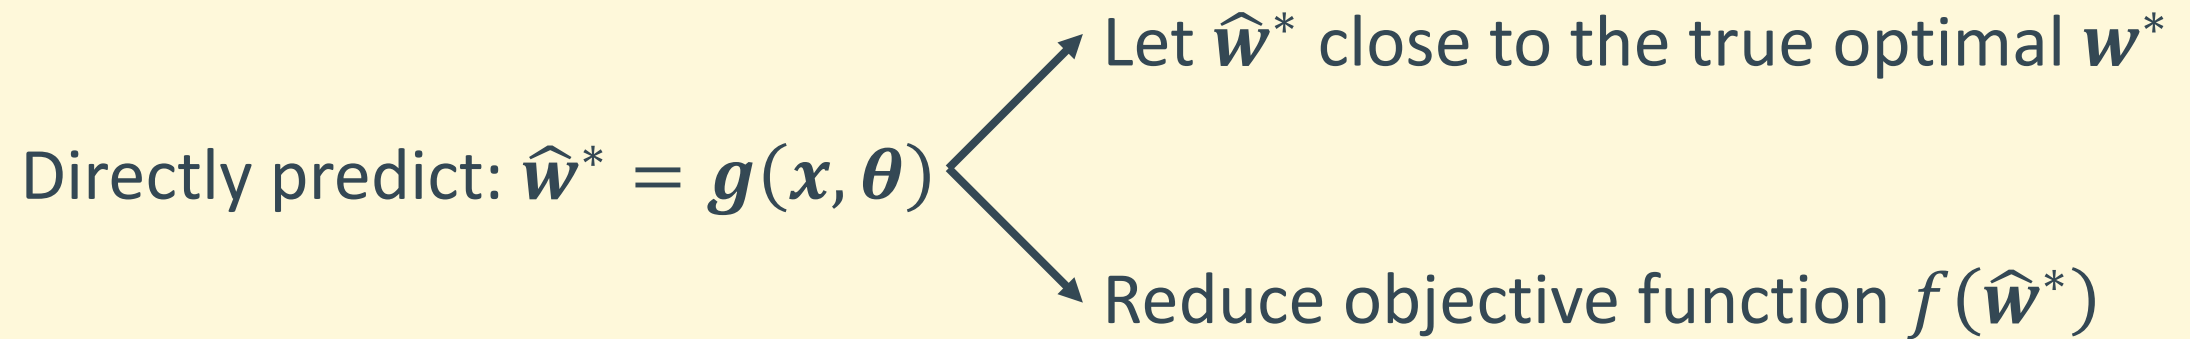 Let ŵ* close to the true optimal w*
Directly predict: ŵ* = g(x, θ)
Reduce objective function f(ŵ*)